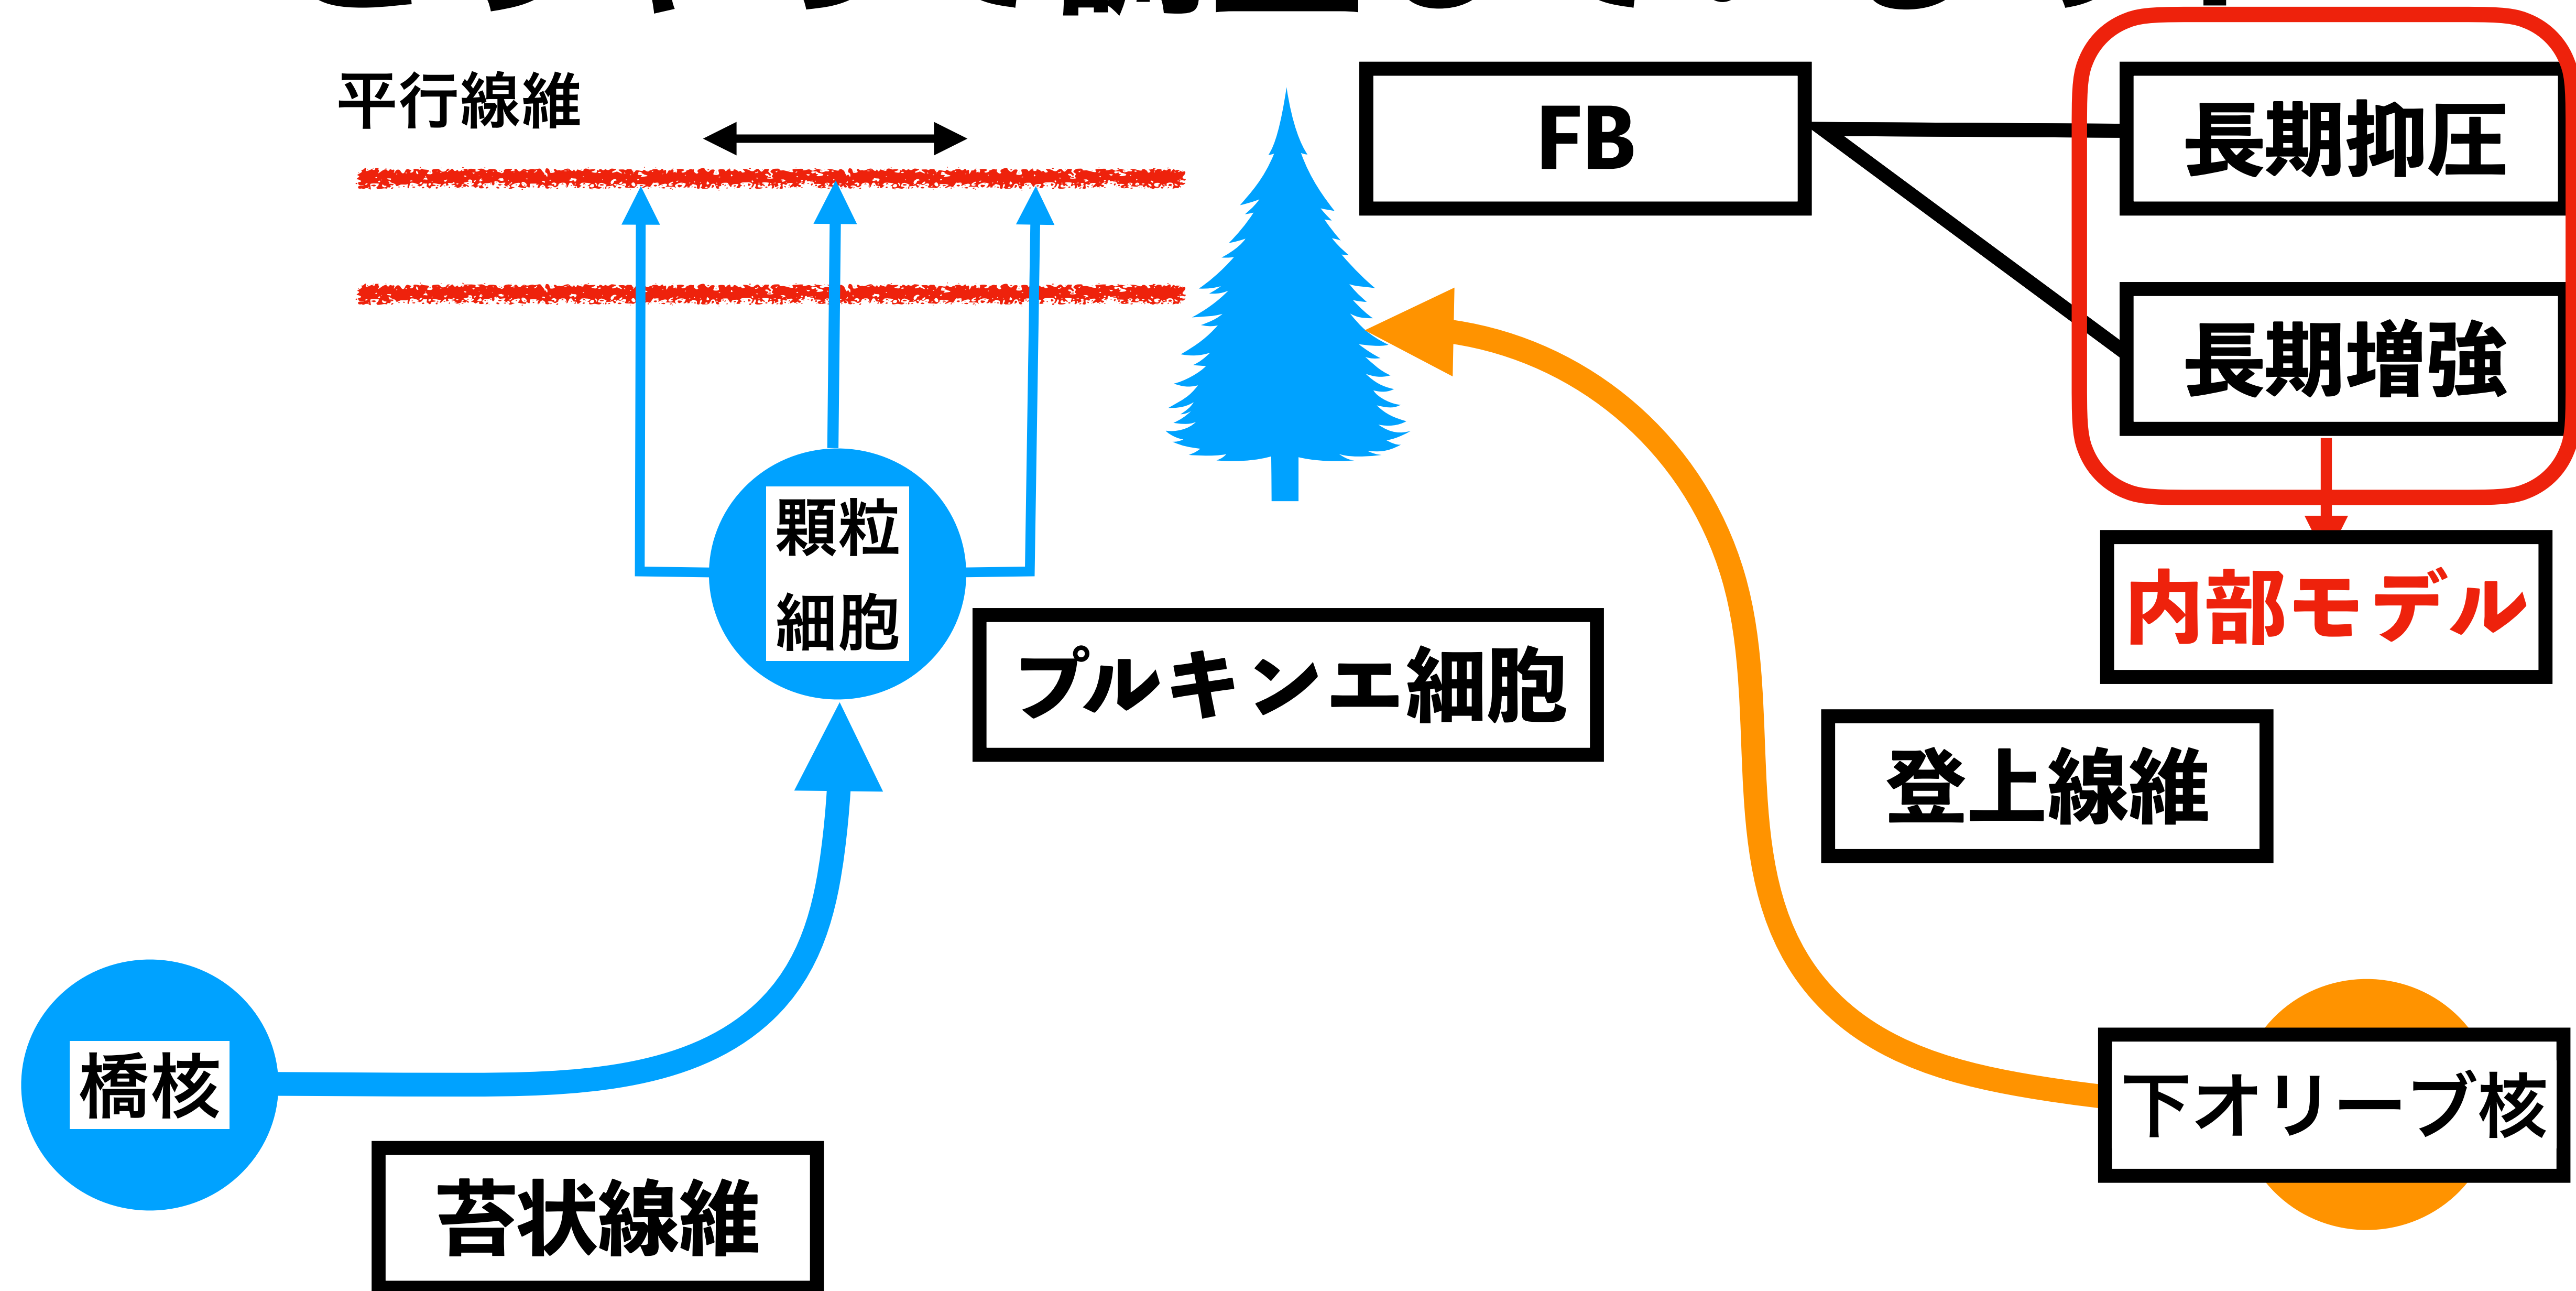 平行線維
FB
長期抑圧
長期増強
顆粒
細胞
内部モデル
プルキンエ細胞
登上線維
橋核
下オリーブ核
苔状線維